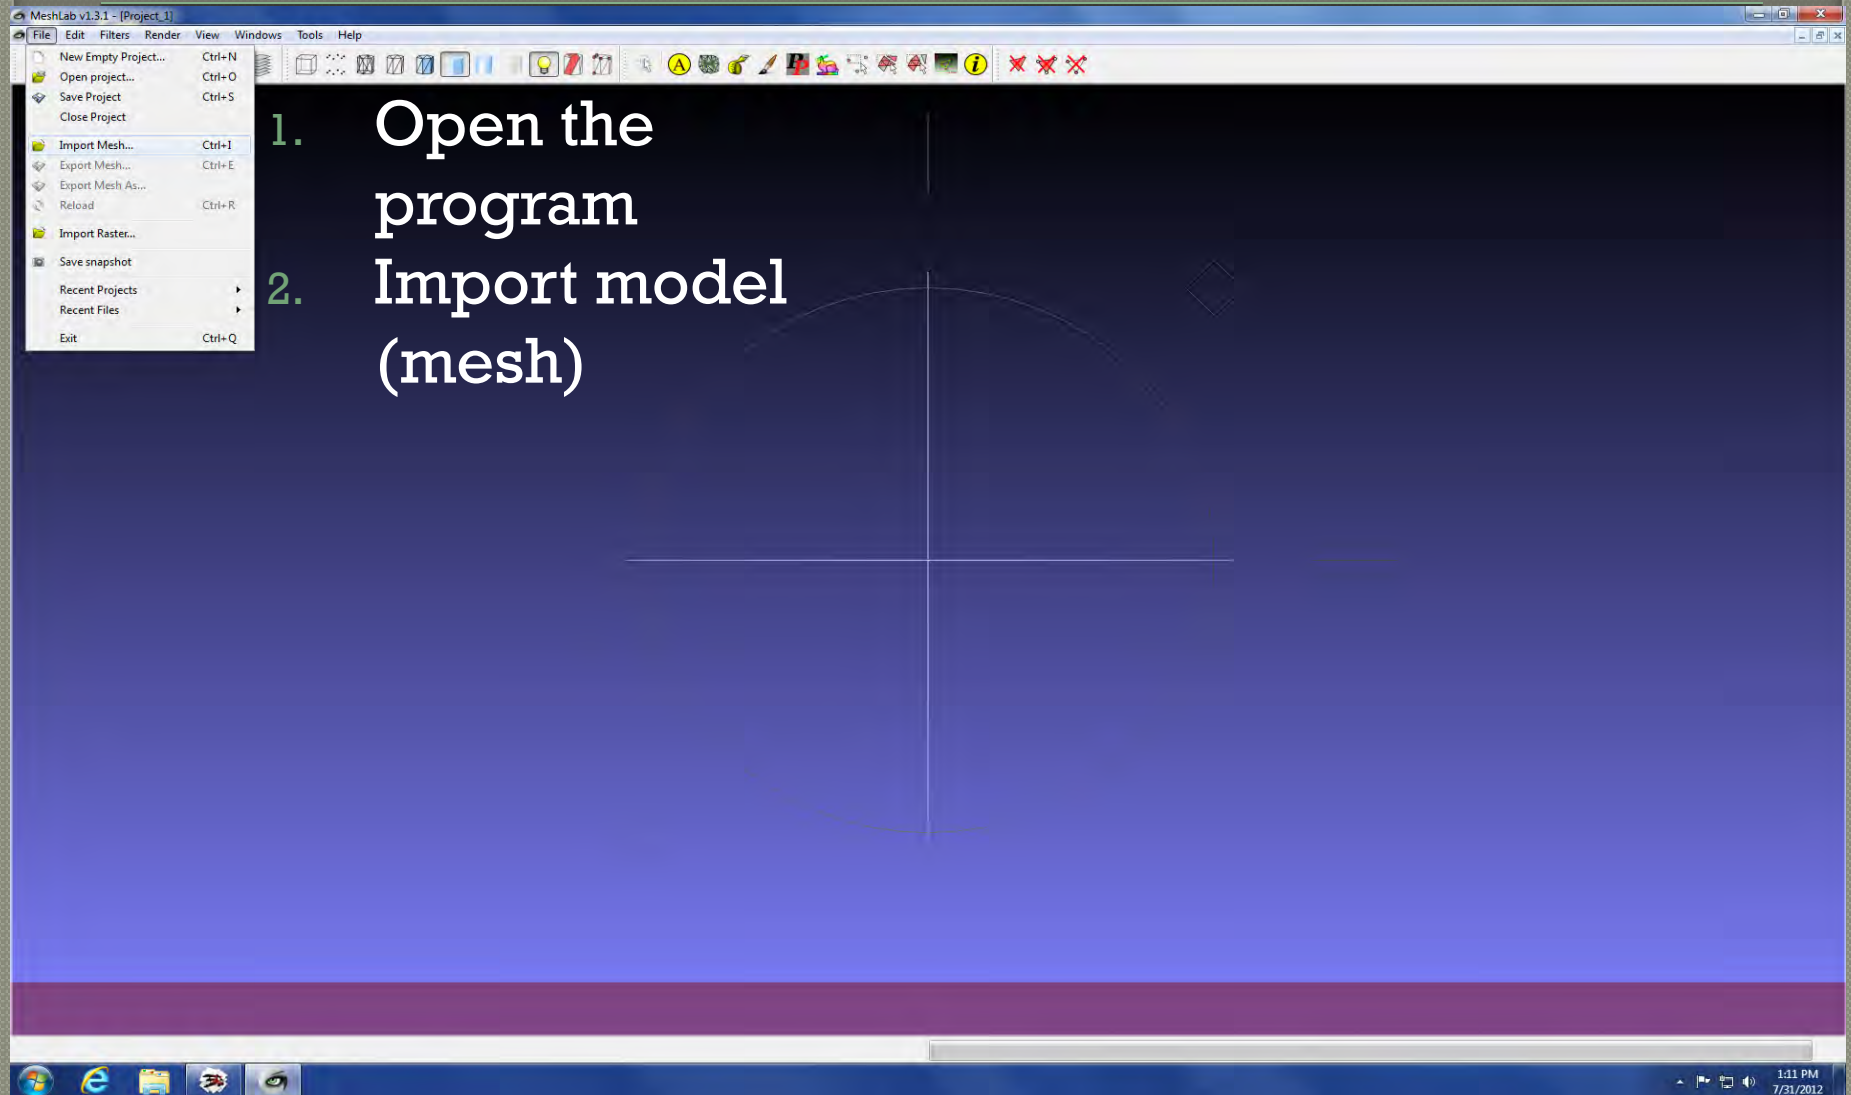 MeshLab v1.3.1 - [Project_1]
File Edit Filters Render View Windows Tools Help
New Empty Project... Ctrl+N
Open project... Ctrl+O
Save Project Ctrl+S
Close Project
Import Mesh... Ctrl+I
Export Mesh... Ctrl+E
Export Mesh As...
Reload Ctrl+R
Import Raster...
Save snapshot
Recent Projects
Recent Files
Exit Ctrl+Q
A
PP
i
1. Open the
program
2. Import model
(mesh)
1:11 PM
7/31/2012